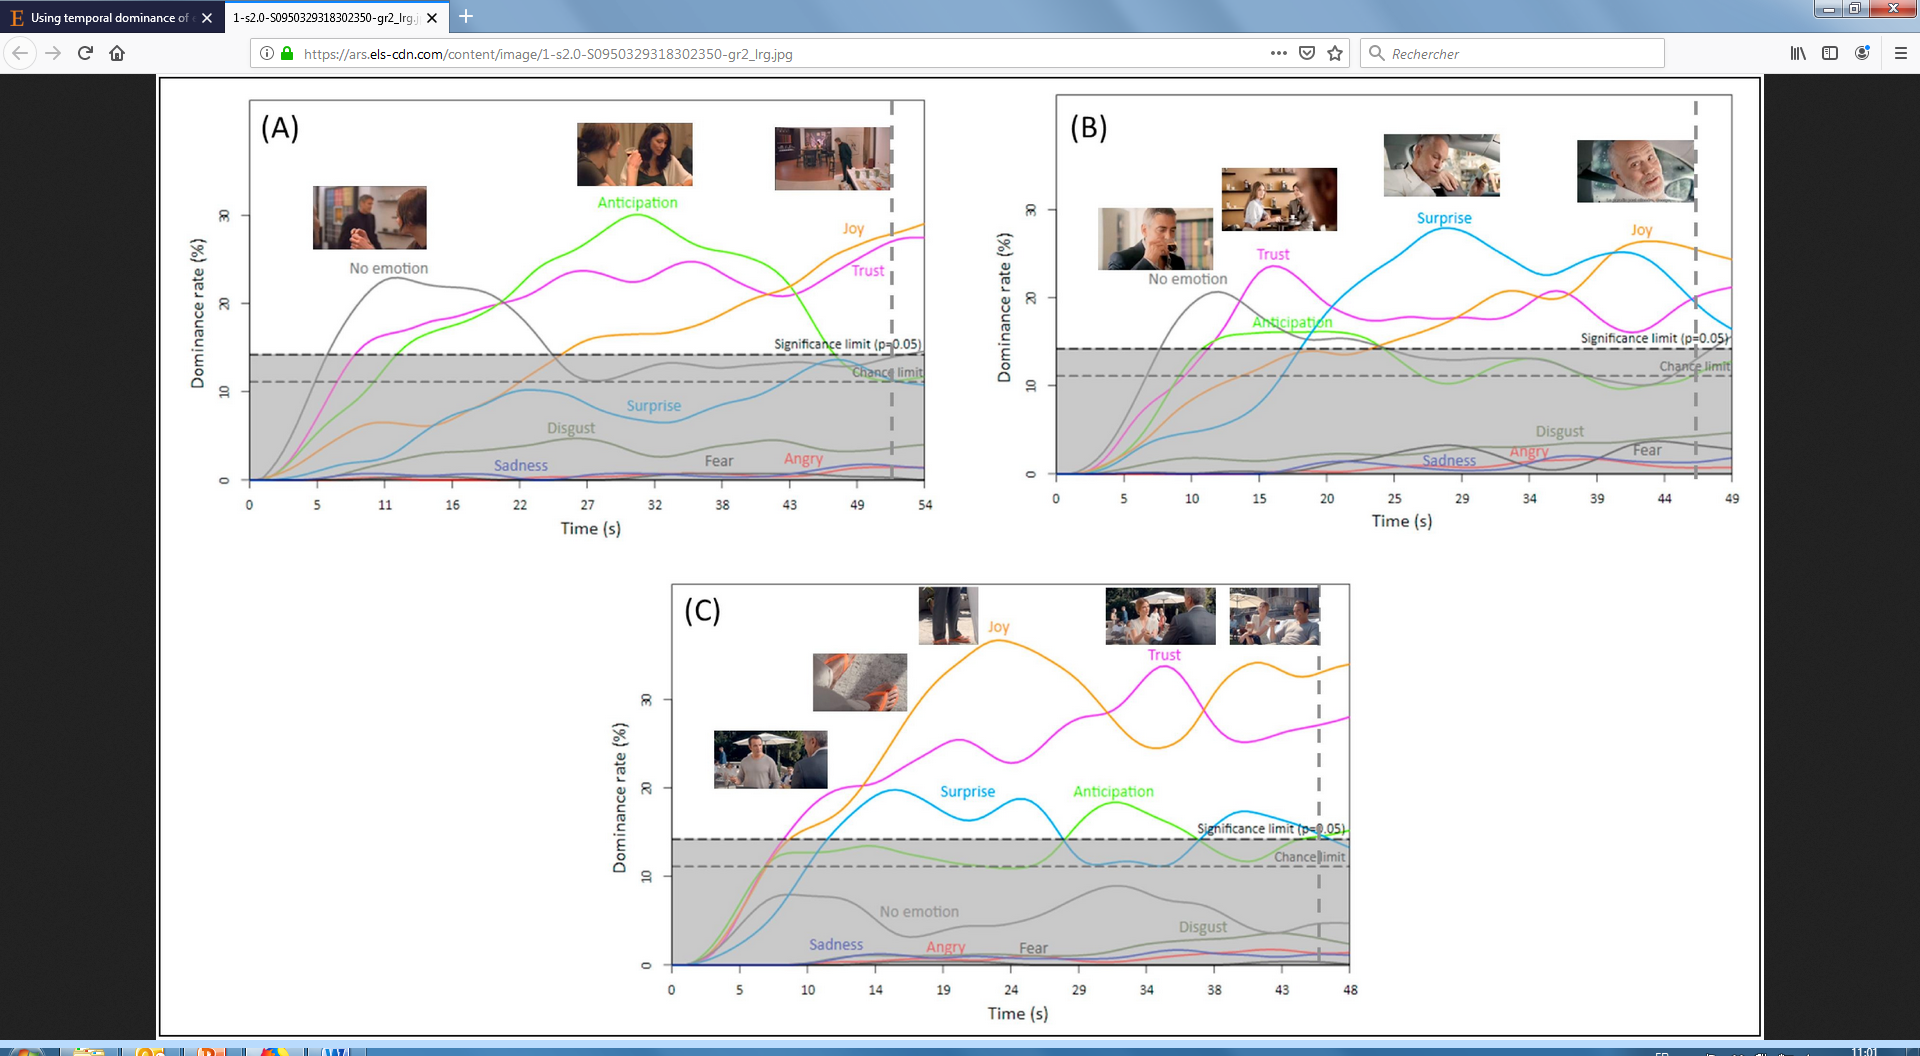 Using temporal dominance of e
1-s2.0-S0950329318302350-gr2_lrg.j
https://ars.els-cdn.com/content/image/1-s2.0-S0950329318302350-gr2_lrg.jpg
Rechercher
(A)
Anticipation
Joy
Trust
No emotion
Significance limit (p=0.05)
Chance limit
Surprise
Disgust
Sadness
Fear
Angry
Dominance rate (%)
0 10 20 30
0 5 11 16 22 27 32 38 43 49 54
Time (s)
(B)
Surprise
Joy
Trust
No emotion
Anticipation
Significance limit (p=0.05)
Chance limit
Disgust
Angry
Fear
Sadness
Dominance rate (%)
0 10 20 30
0 5 10 15 20 25 29 34 39 44 49
Time (s)
(C)
Joy
Trust
Surprise
Anticipation
Significance limit (p=0.05)
Chance limit
No emotion
Disgust
Sadness
Angry
Fear
Dominance rate (%)
0 10 20 30
0 5 10 14 19 24 29 34 38 43 48
Time (s)
FR
11:01